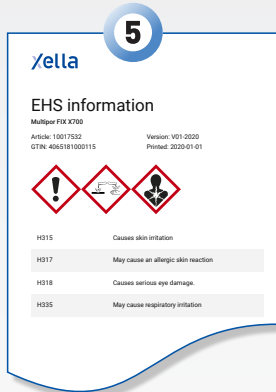 5
Xella
EHS information
Multipor FIX X700
Article: 10017532 Version: V01-2020
GTIN: 4065181000115 Printed: 2020-01-01
H315 Causes skin irritation
H317 May cause an allergic skin reaction
H318 Causes serious eye damage.
H335 May cause respiratory irritation